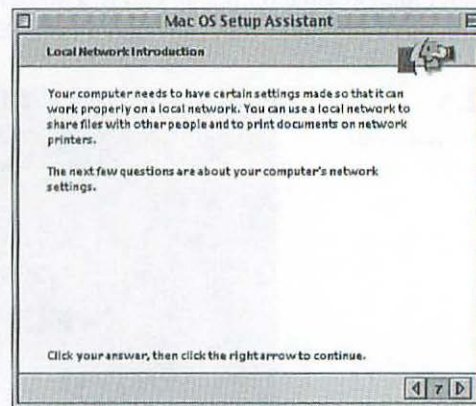 Mac OS Setup Assistant
Local Network Introduction
Your computer needs to have certain settings made so that it can
work properly on a local network. You can use a local network to
share files with other people and to print documents on network
printers.
The next few questions are about your computer's network
settings.
Click your answer, then click the right arrow to continue.
7